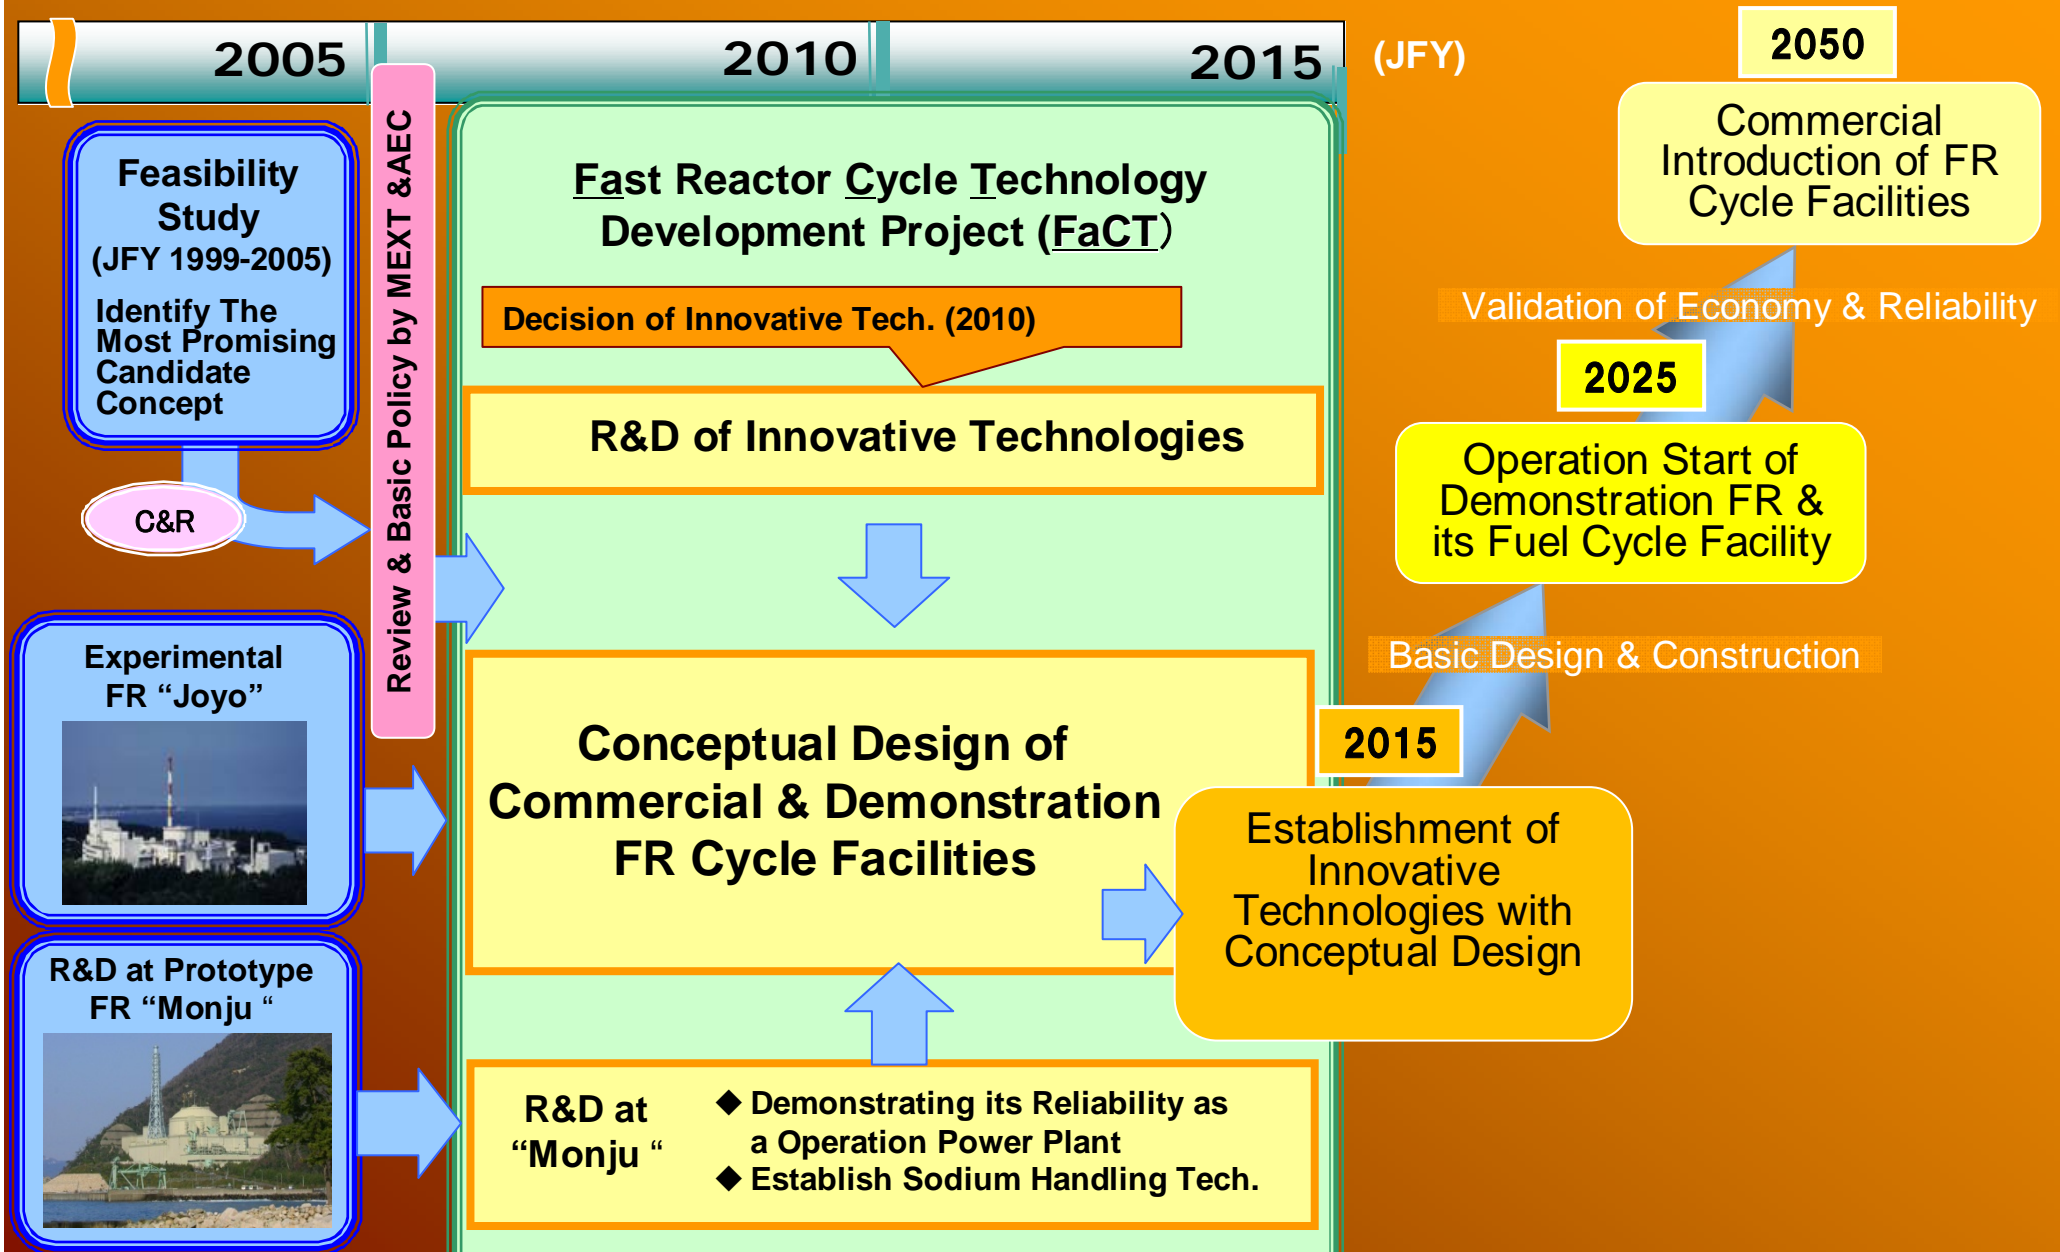 2005
2010
2015
(JFY)
Feasibility
Study
(JFY 1999-2005)
Identify The
Most Promising
Candidate
Concept
C&R
Experimental
FR “Joyo”
R&D at Prototype
FR “Monju “
Review & Basic Policy by MEXT &AEC
Fast Reactor Cycle Technology
Development Project (FaCT）
Decision of Innovative Tech. (2010)
R&D of Innovative Technologies
Conceptual Design of
Commercial & Demonstration
FR Cycle Facilities
R&D at
“Monju “
◆ Demonstrating its Reliability as
a Operation Power Plant
◆ Establish Sodium Handling Tech.
2050
Commercial
Introduction of FR
Cycle Facilities
Validation of Economy & Reliability
2025
Operation Start of
Demonstration FR &
its Fuel Cycle Facility
Basic Design & Construction
2015
Establishment of
Innovative
Technologies with
Conceptual Design